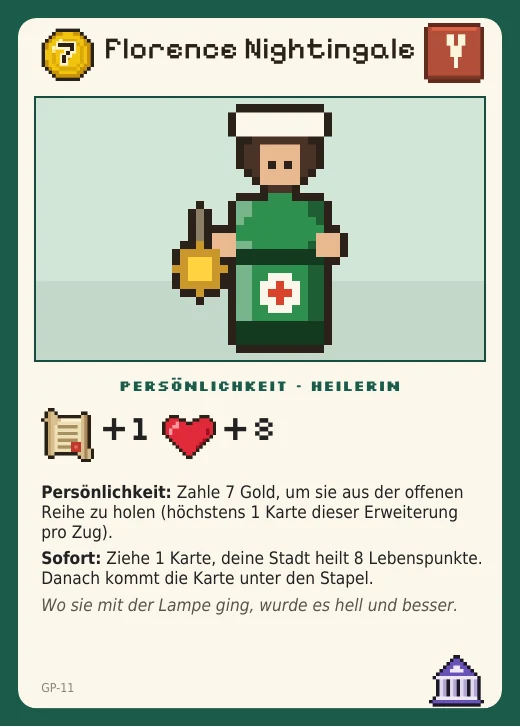 7 Florence Nightingale
PERSÖNLICHKEIT - HEILERIN
+1 +8
Persönlichkeit: Zahle 7 Gold, um sie aus der offenen
Reihe zu holen (höchstens 1 Karte dieser Erweiterung
pro Zug).
Sofort: Ziehe 1 Karte, deine Stadt heilt 8 Lebenspunkte.
Danach kommt die Karte unter den Stapel.
Wo sie mit der Lampe ging, wurde es hell und besser.
GP-11